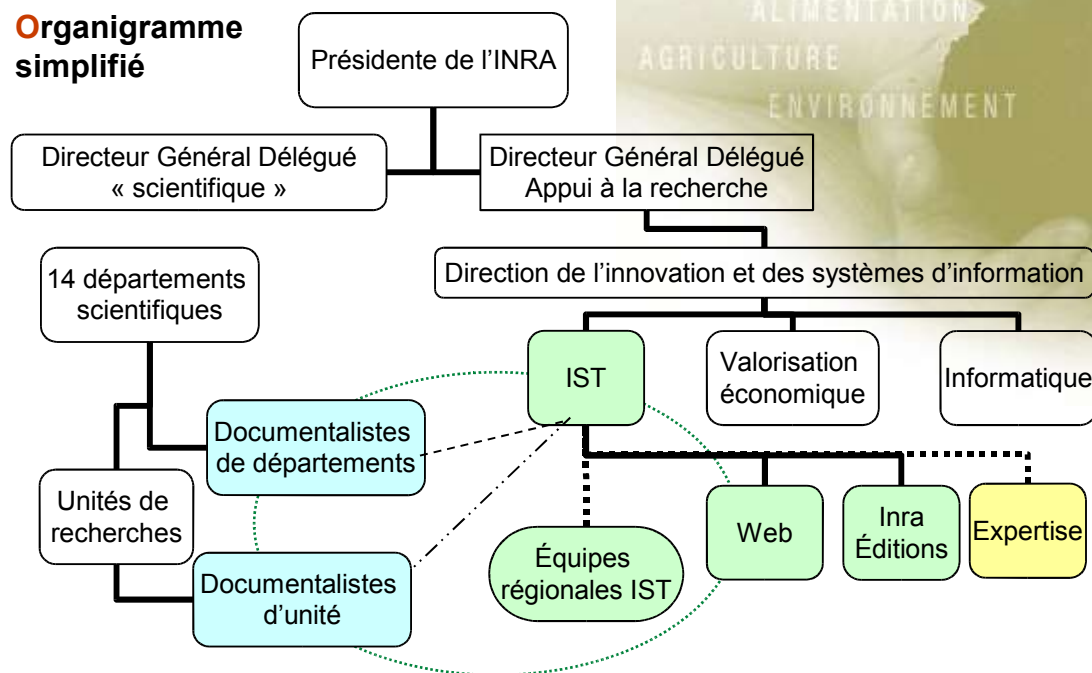 Organigramme
simplifié
ALIMENTATION
AGRICULTURE
ENVIRONNEMENT
Présidente de l'INRA
Directeur Général Délégué
« scientifique »
Directeur Général Délégué
Appui à la recherche
14 départements
scientifiques
Direction de l'innovation et des systèmes d'information
IST
Valorisation
économique
Informatique
Documentalistes
de départements
Unités de
recherches
Documentalistes
d'unité
Équipes
régionales IST
Web
Inra
Éditions
Expertise